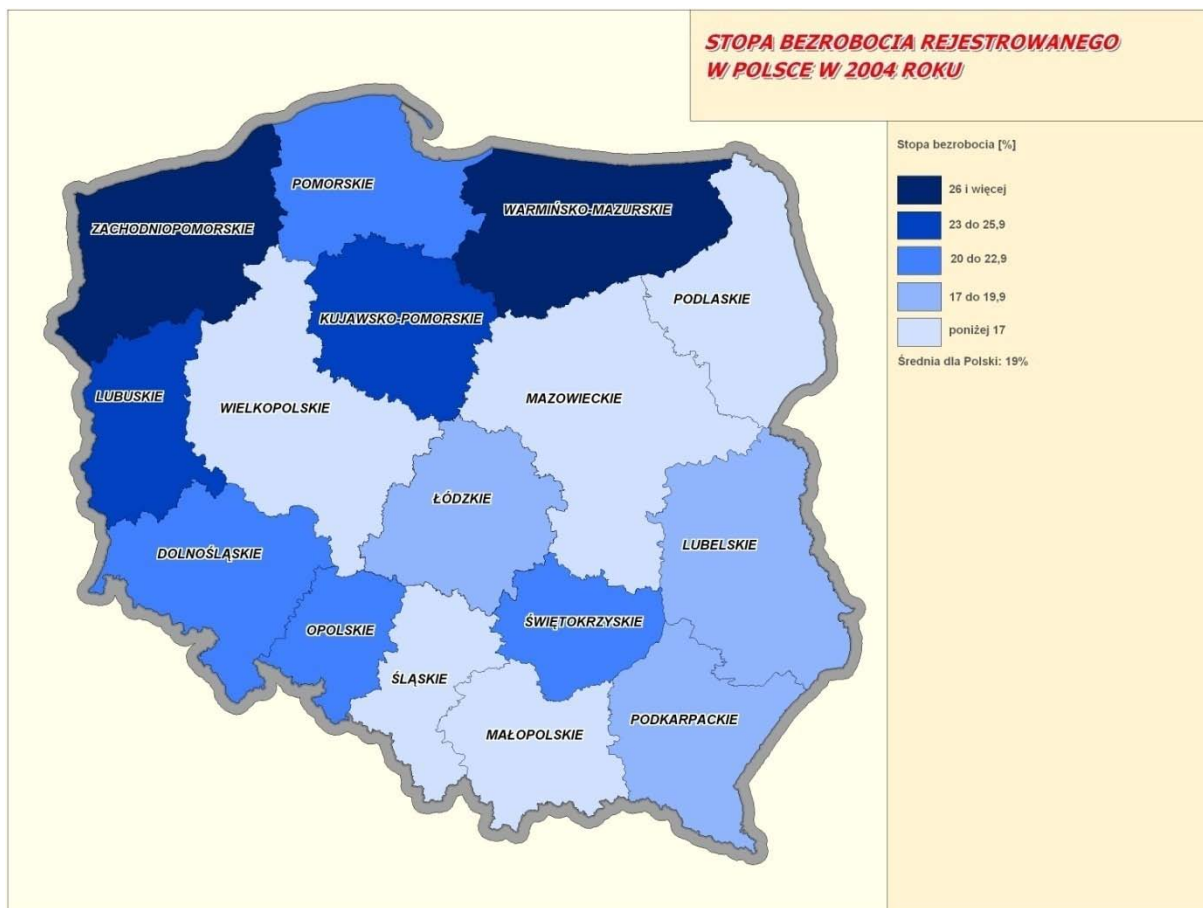 STOPA BEZROBOCIA REJESTROWANEGO
W POLSCE W 2004 ROKU
Stopa bezrobocia [%]
26 i więcej
23 do 25,9
20 do 22,9
17 do 19,9
poniżej 17
Średnia dla Polski: 19%
POMORSKIE
WARMIŃSKO-MAZURSKIE
ZACHODNIOPOMORSKIE
PODLASKIE
KUJAWSKO-POMORSKIE
LUBUSKIE
WIELKOPOLSKIE
MAZOWIECKIE
ŁÓDZKIE
LUBELSKIE
DOLNOŚLĄSKIE
OPOLSKIE
ŚWIĘTOKRZYSKIE
ŚLĄSKIE
PODKARPACKIE
MAŁOPOLSKIE